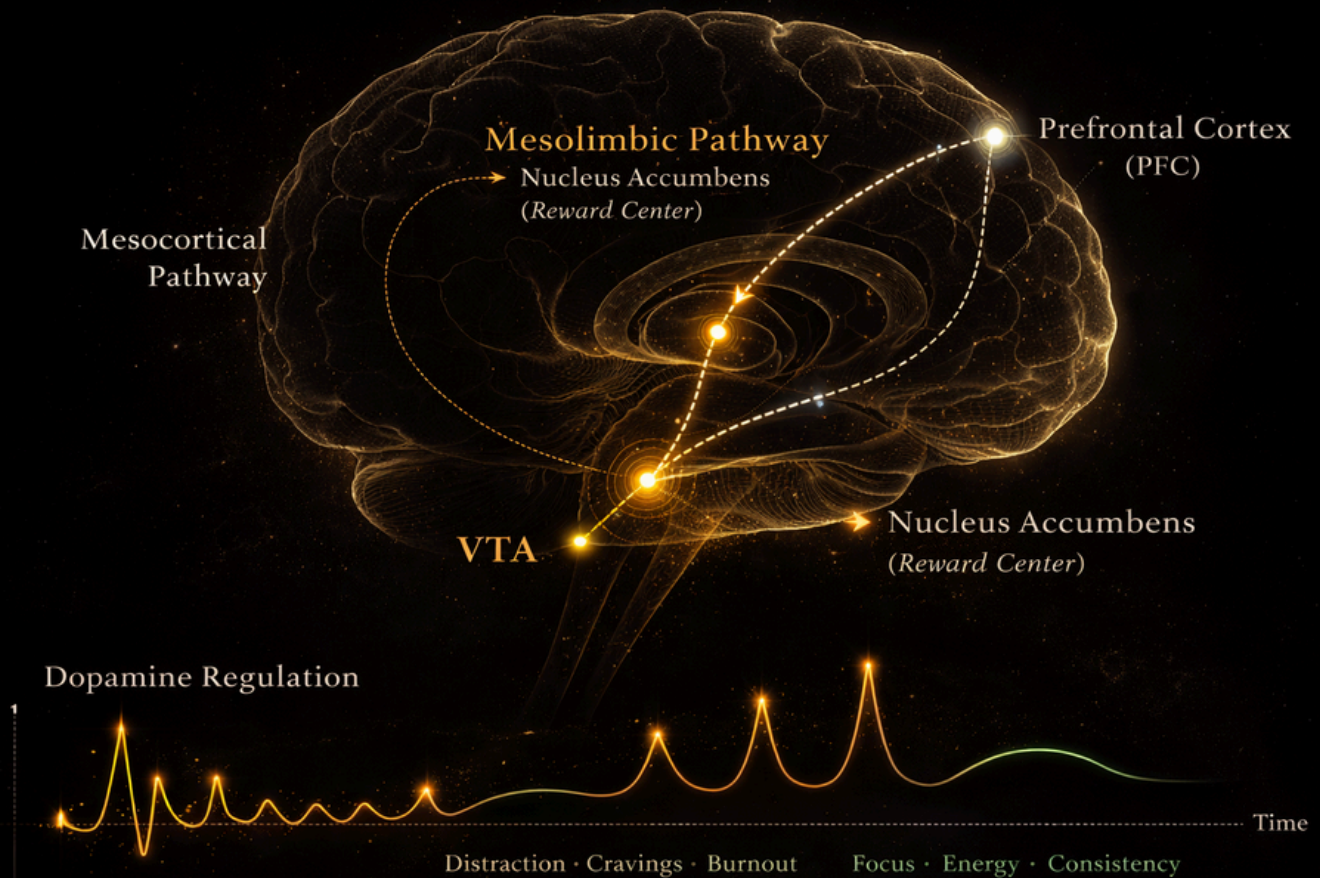 Mesolimbic Pathway
Nucleus Accumbens
(Reward Center)
Prefrontal Cortex
(PFC)
Mesocortical
Pathway
VTA
Nucleus Accumbens
(Reward Center)
Dopamine Regulation
1
Time
Distraction · Cravings · Burnout
Focus · Energy · Consistency